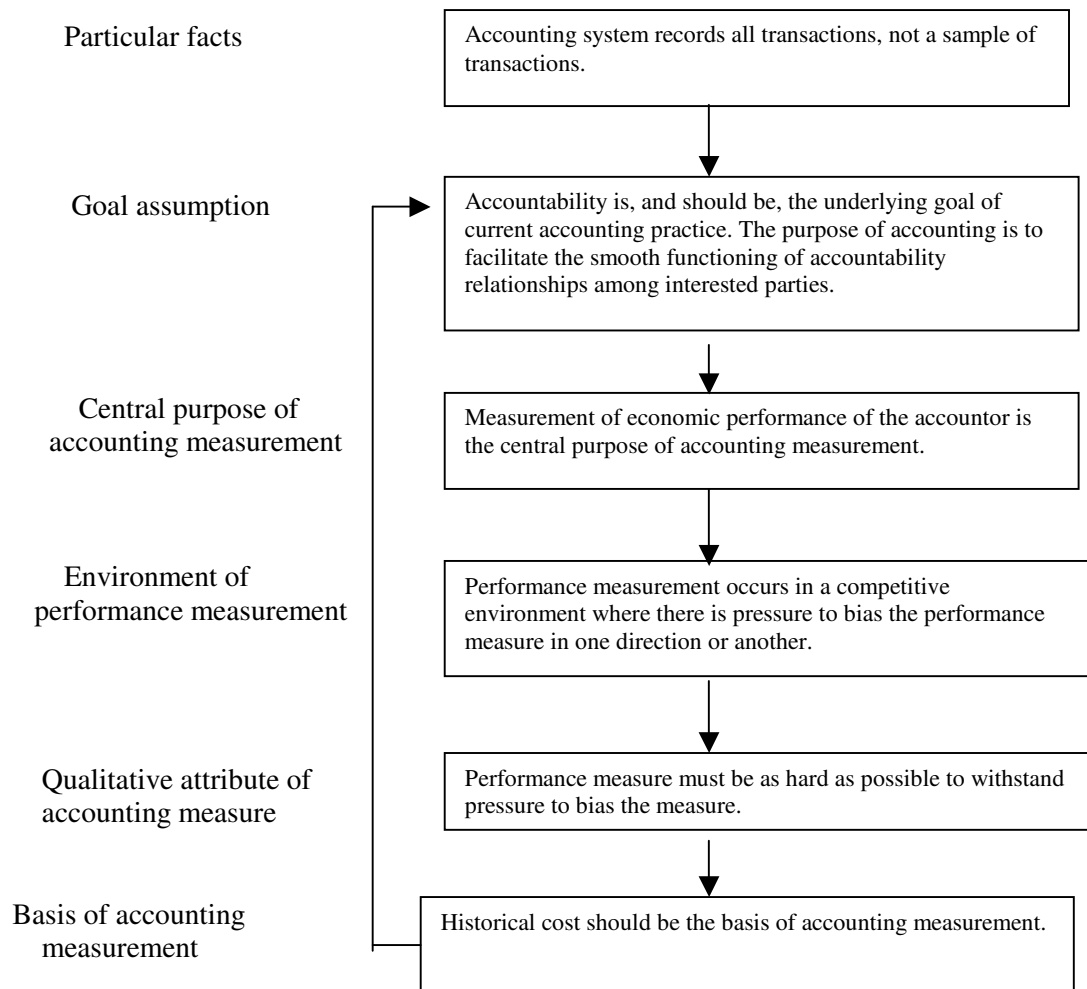 Particular facts
Accounting system records all transactions, not a sample of
transactions.
Goal assumption
Accountability is, and should be, the underlying goal of
current accounting practice. The purpose of accounting is to
facilitate the smooth functioning of accountability
relationships among interested parties.
Central purpose of
accounting measurement
Measurement of economic performance of the accountor is
the central purpose of accounting measurement.
Environment of
performance measurement
Performance measurement occurs in a competitive
environment where there is pressure to bias the performance
measure in one direction or another.
Qualitative attribute of
accounting measure
Performance measure must be as hard as possible to withstand
pressure to bias the measure.
Basis of accounting
measurement
Historical cost should be the basis of accounting measurement.